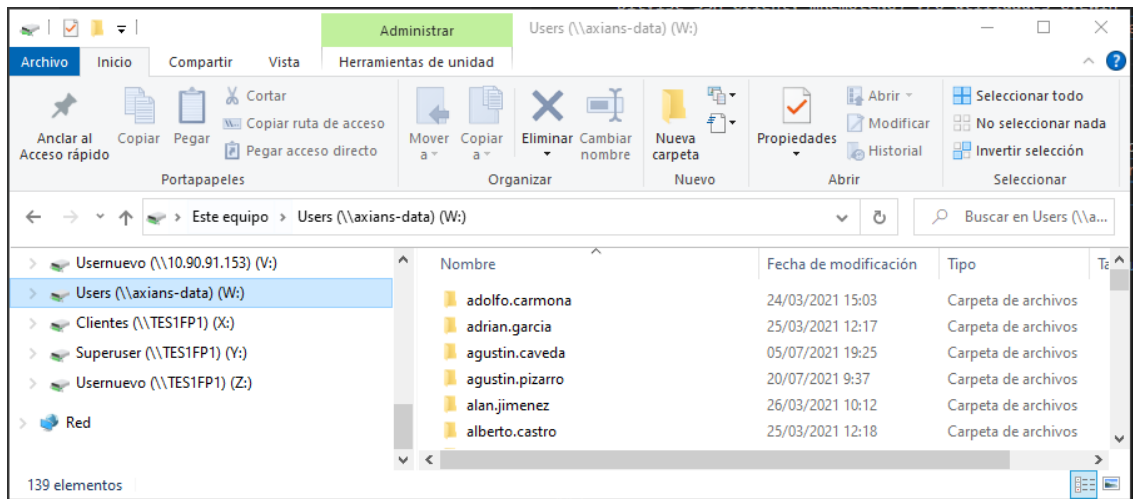 Administrar
Users (\\axians-data) (W:)
Archivo
Inicio
Compartir
Vista
Herramientas de unidad
Anclar al
Acceso rápido
Copiar
Pegar
Cortar
Copiar ruta de acceso
Pegar acceso directo
Portapapeles
Mover
a
Copiar
a
Eliminar
Cambiar
nombre
Organizar
Nueva
carpeta
Nuevo
Propiedades
Abrir
Modificar
Historial
Abrir
Seleccionar todo
No seleccionar nada
Invertir selección
Seleccionar
Este equipo > Users (\\axians-data) (W:)
Buscar en Users (\\a...
Usernuevo (\\10.90.91.153) (V:)
Users (\\axians-data) (W:)
Clientes (\\TES1FP1) (X:)
Superuser (\\TES1FP1) (Y:)
Usernuevo (\\TES1FP1) (Z:)
Red
Nombre Fecha de modificación Tipo Ta
adolfo.carmona 24/03/2021 15:03 Carpeta de archivos
adrian.garcia 25/03/2021 12:17 Carpeta de archivos
agustin.caveda 05/07/2021 19:25 Carpeta de archivos
agustin.pizarro 20/07/2021 9:37 Carpeta de archivos
alan.jimenez 26/03/2021 10:12 Carpeta de archivos
alberto.castro 25/03/2021 12:18 Carpeta de archivos
139 elementos